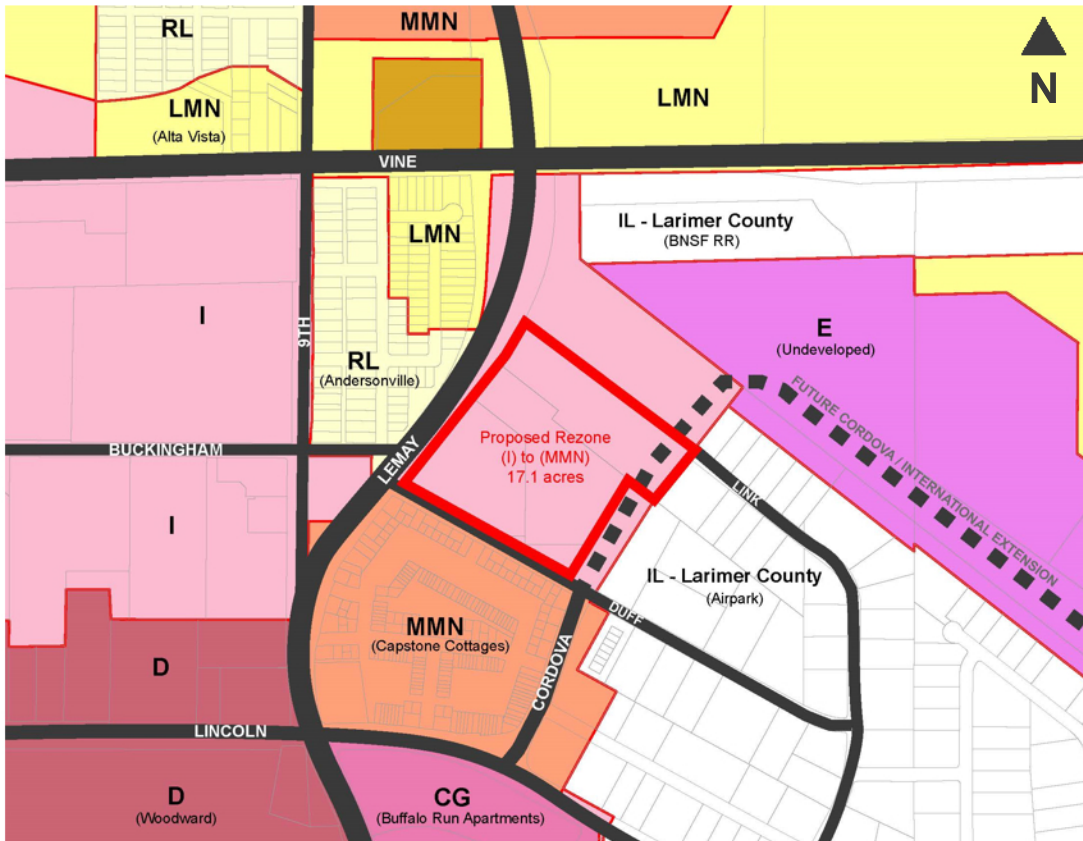 RL
MMN
N
LMN
(Alta Vista)
LMN
VINE
LMN
IL - Larimer County
(BNSF RR)
I
9TH
E
(Undeveloped)
RL
(Andersonville)
FUTURE CORDOVA / INTERNATIONAL EXTENSION
BUCKINGHAM
LEMAY
Proposed Rezone
(I) to (MMN)
17.1 acres
LINK
I
IL - Larimer County
(Airpark)
DUFF
MMN
(Capstone Cottages)
CORDOVA
D
LINCOLN
D
(Woodward)
CG
(Buffalo Run Apartments)